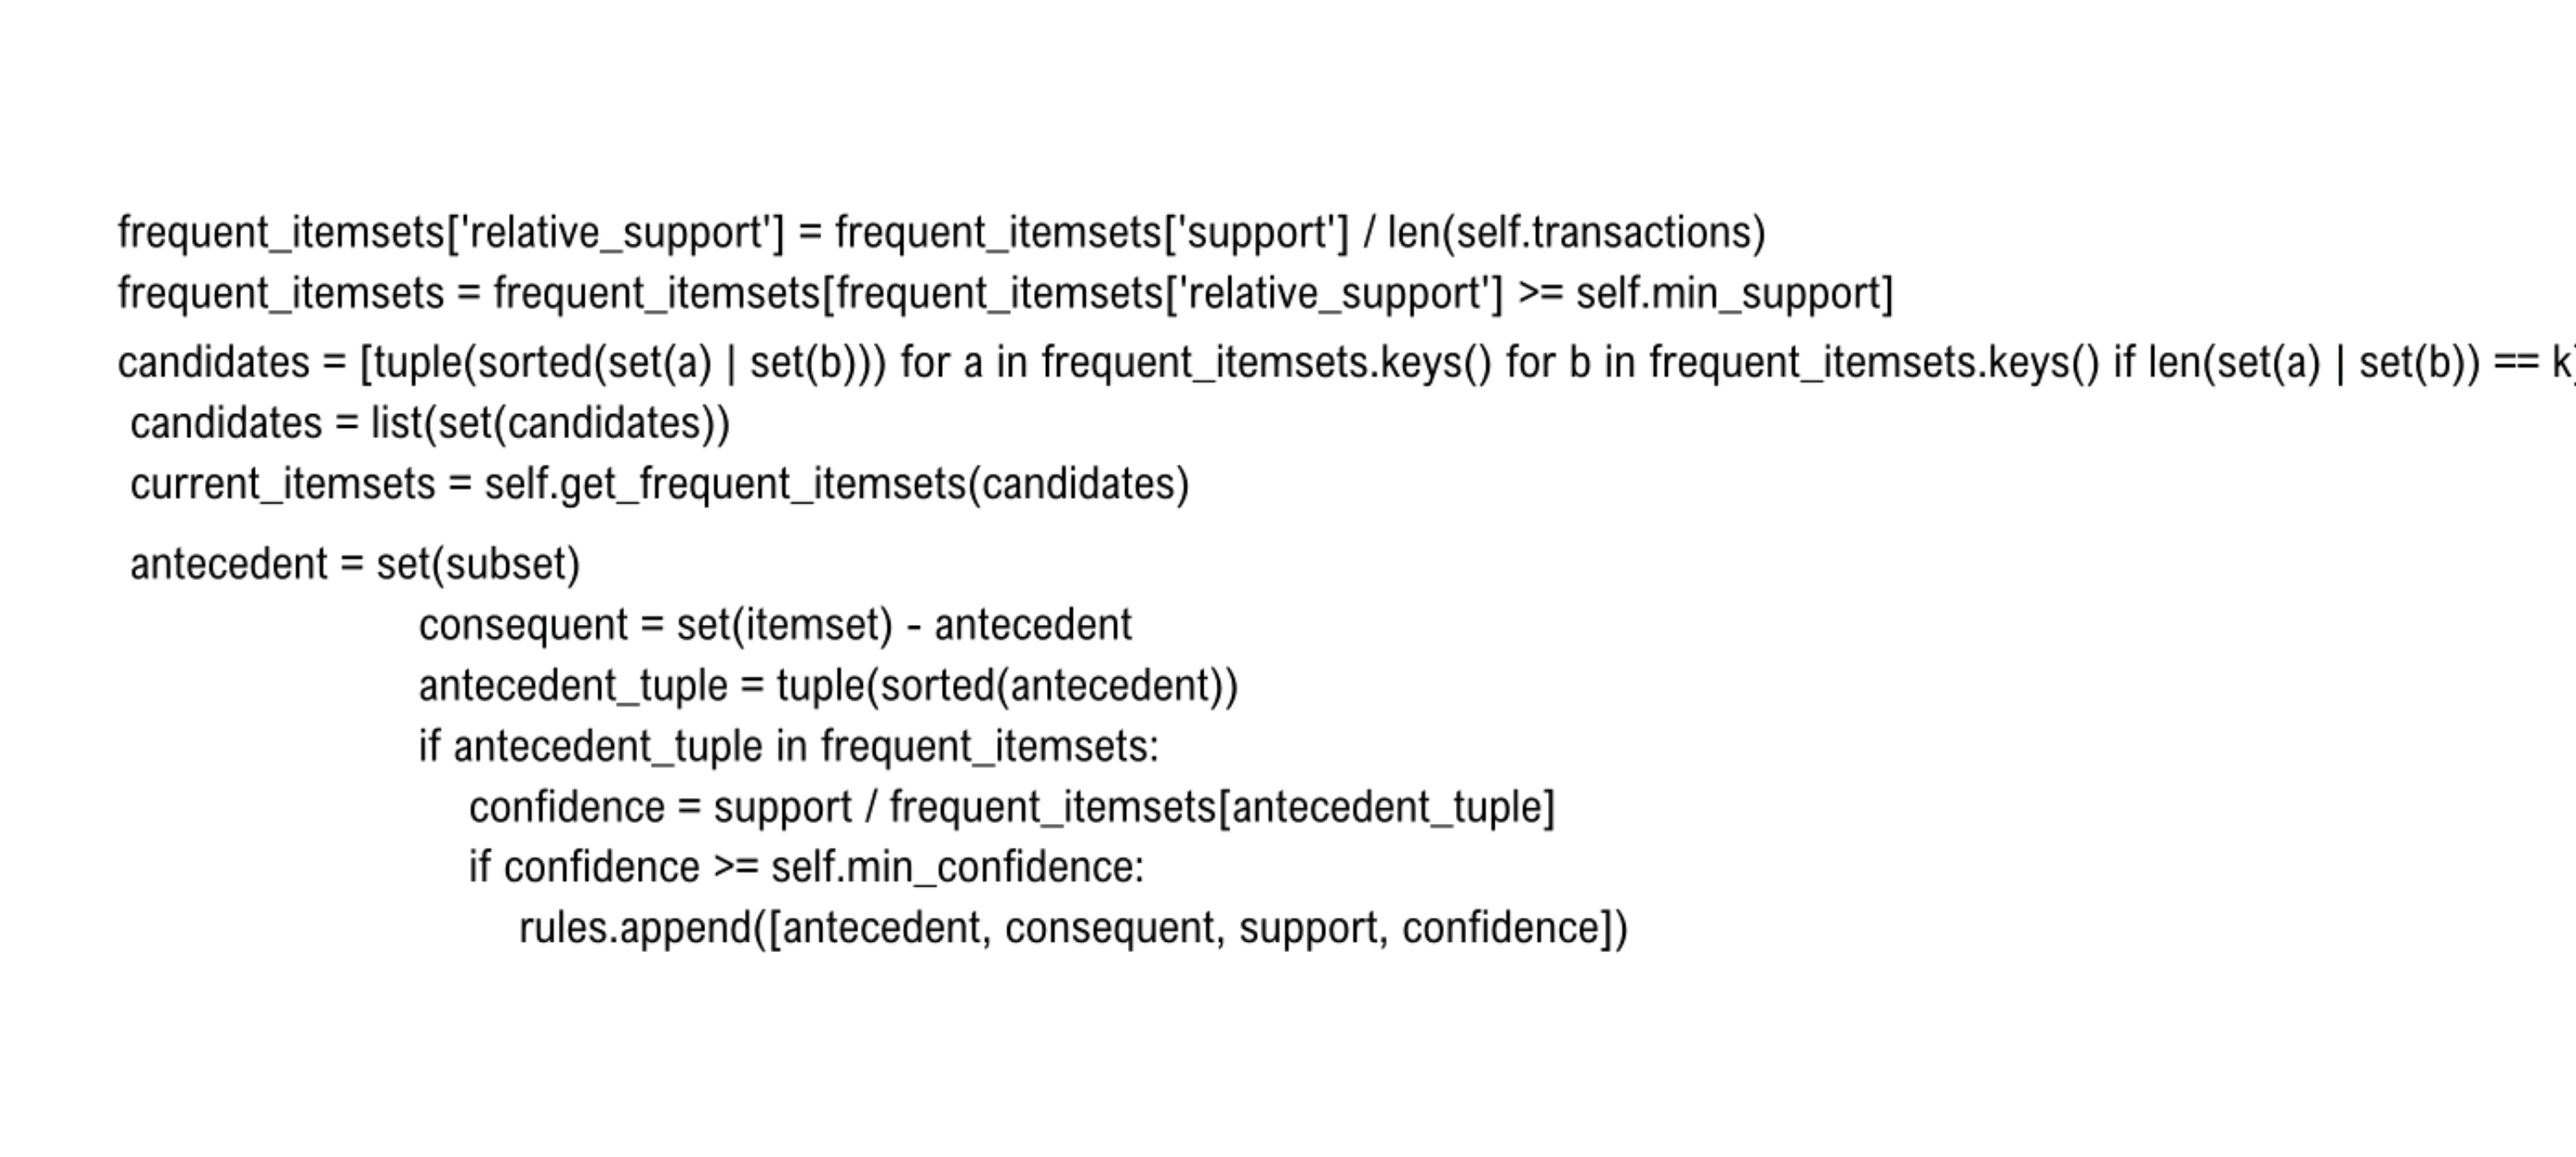 frequent_itemsets['relative_support'] = frequent_itemsets['support'] / len(self.transactions)
frequent_itemsets = frequent_itemsets[frequent_itemsets['relative_support'] >= self.min_support]
candidates = [tuple(sorted(set(a) | set(b))) for a in frequent_itemsets.keys() for b in frequent_itemsets.keys() if len(set(a) | set(b)) == k]
candidates = list(set(candidates))
current_itemsets = self.get_frequent_itemsets(candidates)
antecedent = set(subset)
consequent = set(itemset) - antecedent
antecedent_tuple = tuple(sorted(antecedent))
if antecedent_tuple in frequent_itemsets:
confidence = support / frequent_itemsets[antecedent_tuple]
if confidence >= self.min_confidence:
rules.append([antecedent, consequent, support, confidence])